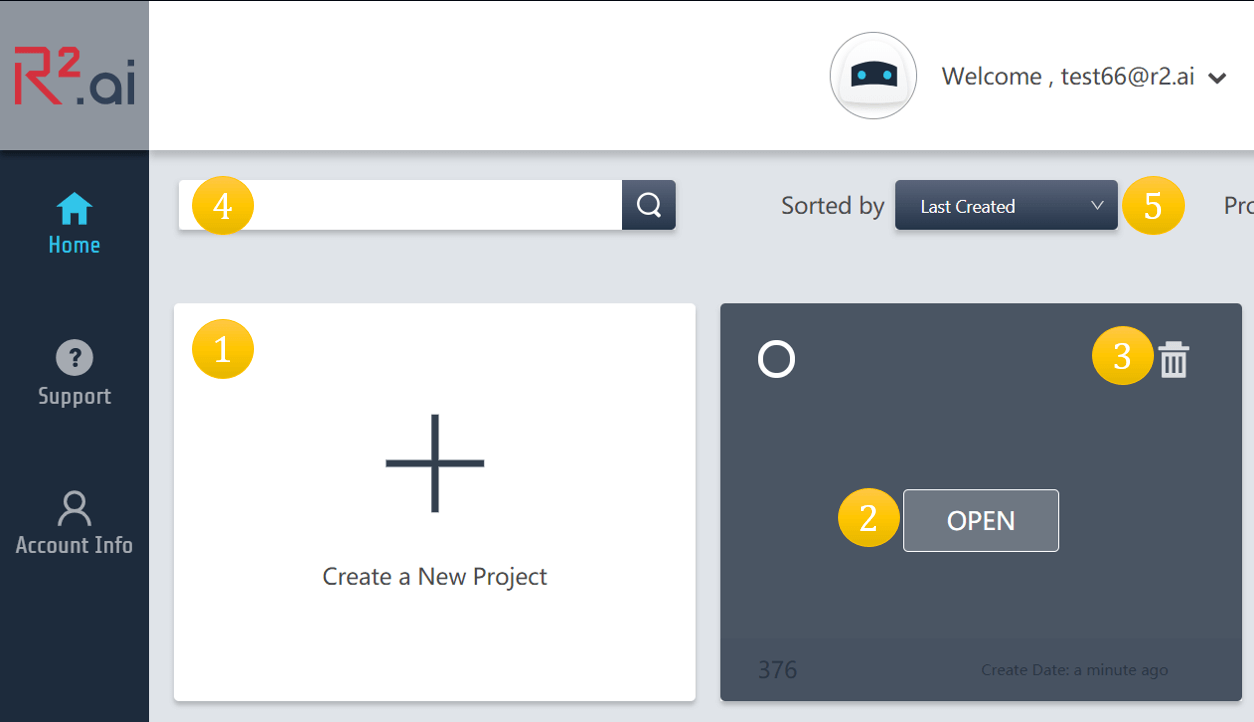 R².ai
Welcome , test66@r2.ai
4
Sorted by
Last Created
5
Home
1
3
?
Support
2
OPEN
Account Info
Create a New Project
376
Create Date: a minute ago